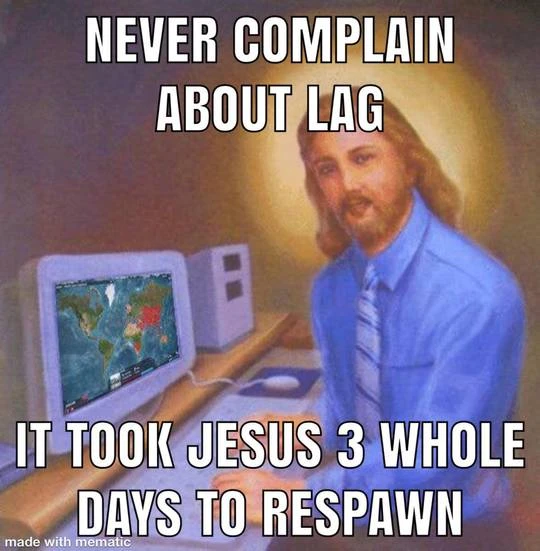 NEVER COMPLAIN
ABOUT LAG
IT TOOK JESUS 3 WHOLE
DAYS TO RESPAWN
made with mematic